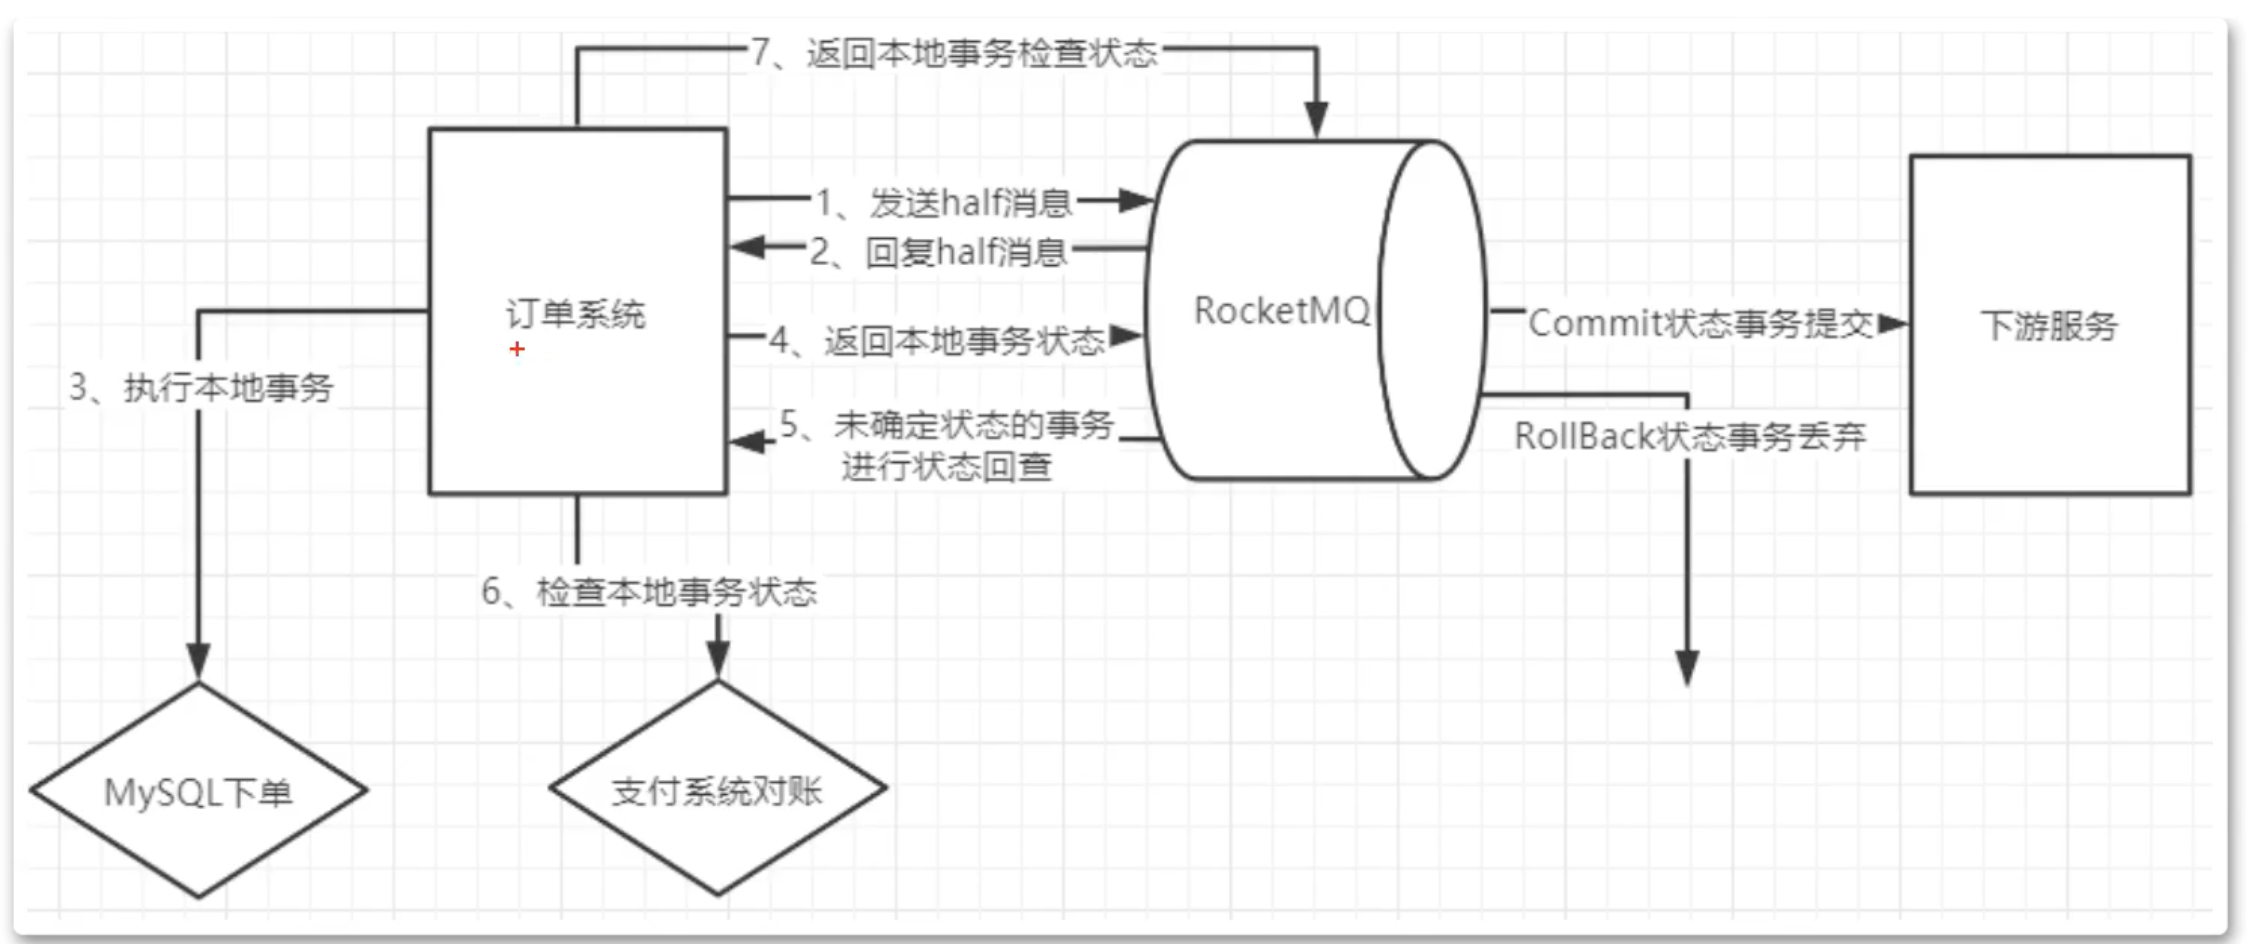 7、返回本地事务检查状态
1、发送half消息
2、回复half消息
订单系统
RocketMQ
Commit状态事务提交
下游服务
4、返回本地事务状态
3、执行本地事务
5、未确定状态的事务
进行状态回查
RollBack状态事务丢弃
6、检查本地事务状态
MySQL下单
支付系统对账